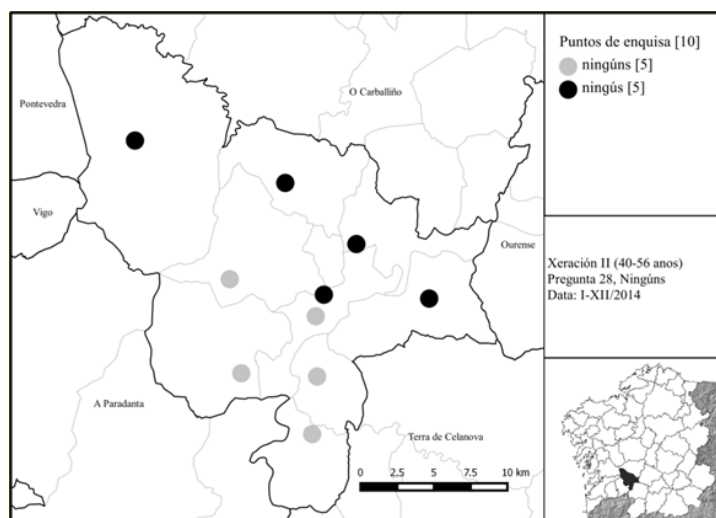 Puntos de enquisa [10]
ningúns [5]
ningús [5]
O Carballiño
Pontevedra
Vigo
Ourense
A Paradanta
Terra de Celanova
0 2.5 5 7.5 10 km
Xeración II (40-56 anos)
Pregunta 28, Ningúns
Data: I-XII/2014